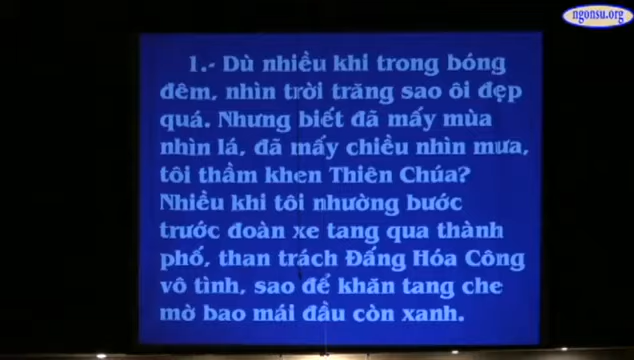 ngonsu.org
1.- Dù nhiều khi trong bóng
đêm, nhìn trời trăng sao ôi đẹp
quá. Nhưng biết đã mấy mùa
nhìn lá, đã mấy chiều nhìn mưa,
tôi thầm khen Thiên Chúa?
Nhiều khi tôi nhường bước
trước đoàn xe tang qua thành
phố, than trách Đấng Hóa Công
vô tình, sao để khăn tang che
mờ bao mái đầu còn xanh.